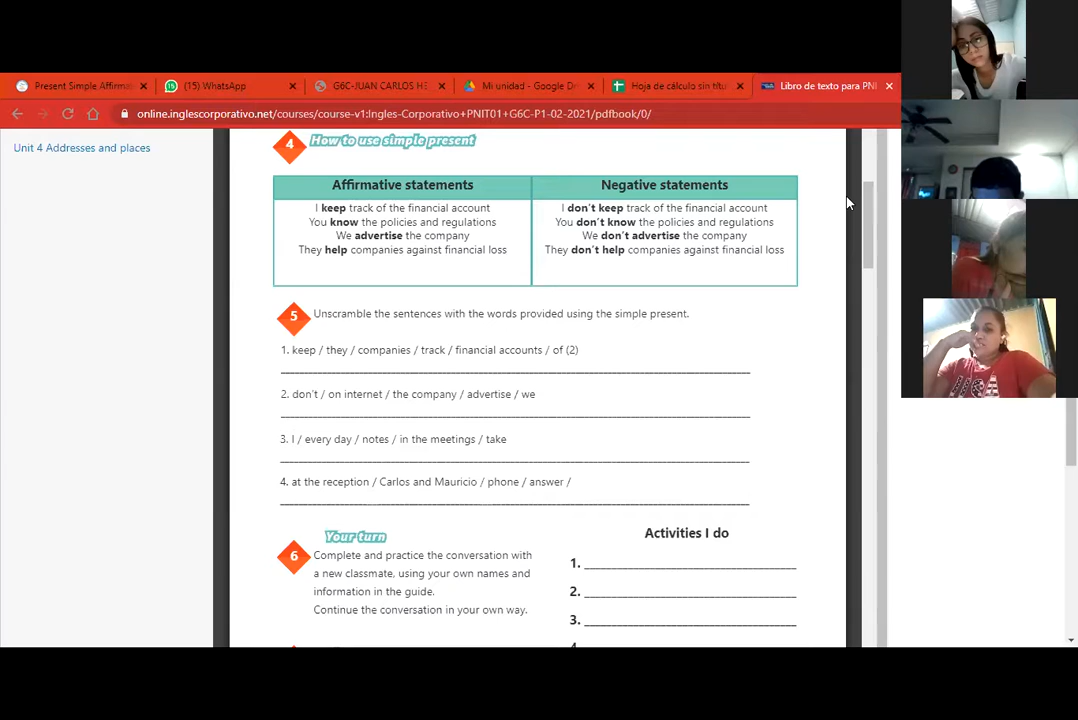 Present Simple Affirma
(15) WhatsApp
G6C-JUAN CARLOS HE
Mi unidad - Google Dr
Hoja de cálculo sin títu
Libro de texto para PNI
online.inglescorporativo.net/courses/course-v1:Ingles-Corporativo+PNIT01+G6C-P1-02-2021/pdfbook/0/
Unit 4 Addresses and places
4 How to use simple present
Affirmative statements
I keep track of the financial account
You know the policies and regulations
We advertise the company
They help companies against financial loss
Negative statements
I don't keep track of the financial account
You don't know the policies and regulations
We don't advertise the company
They don't help companies against financial loss
5 Unscramble the sentences with the words provided using the simple present.
1. keep / they / companies / track / financial accounts / of (2)
2. don't / on internet / the company / advertise / we
3. I / every day / notes / in the meetings / take
4. at the reception / Carlos and Mauricio / phone / answer /
Your turn
6 Complete and practice the conversation with
a new classmate, using your own names and
information in the guide.
Continue the conversation in your own way.
Activities I do
1.
2.
3.